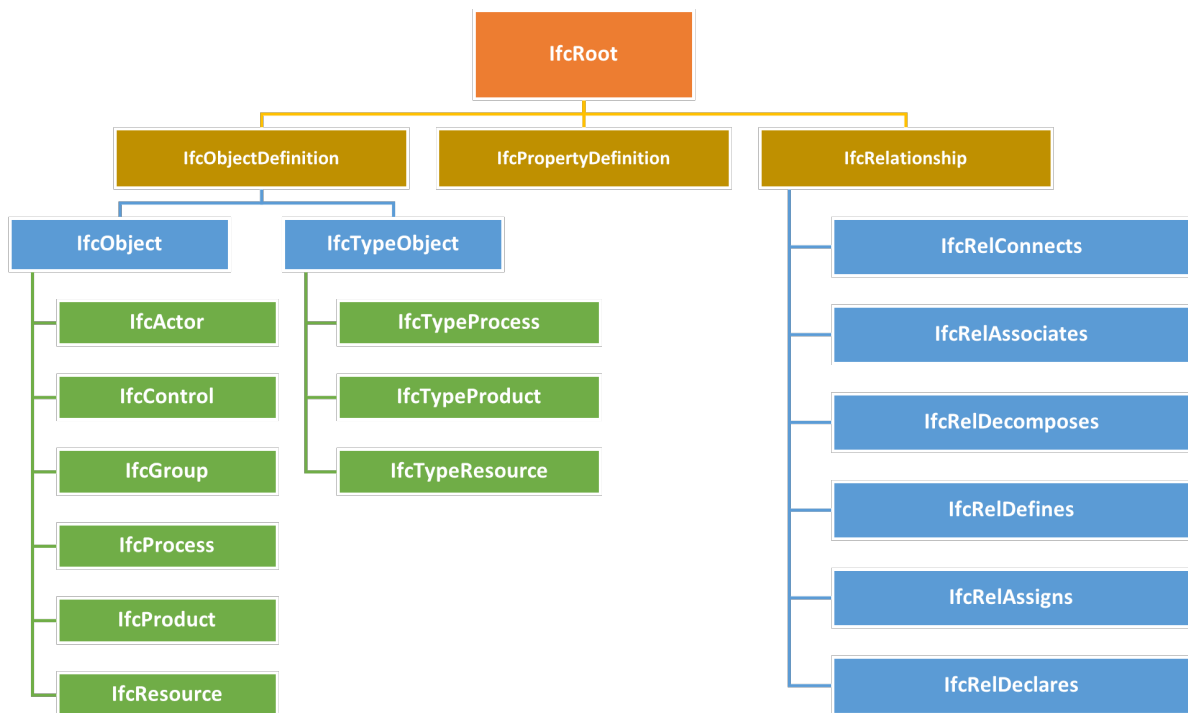 IfcRoot
IfcObjectDefinition
IfcPropertyDefinition
IfcRelationship
IfcObject
IfcTypeObject
IfcActor
IfcControl
IfcGroup
IfcProcess
IfcProduct
IfcResource
IfcTypeProcess
IfcTypeProduct
IfcTypeResource
IfcRelConnects
IfcRelAssociates
IfcRelDecomposes
IfcRelDefines
IfcRelAssigns
IfcRelDeclares